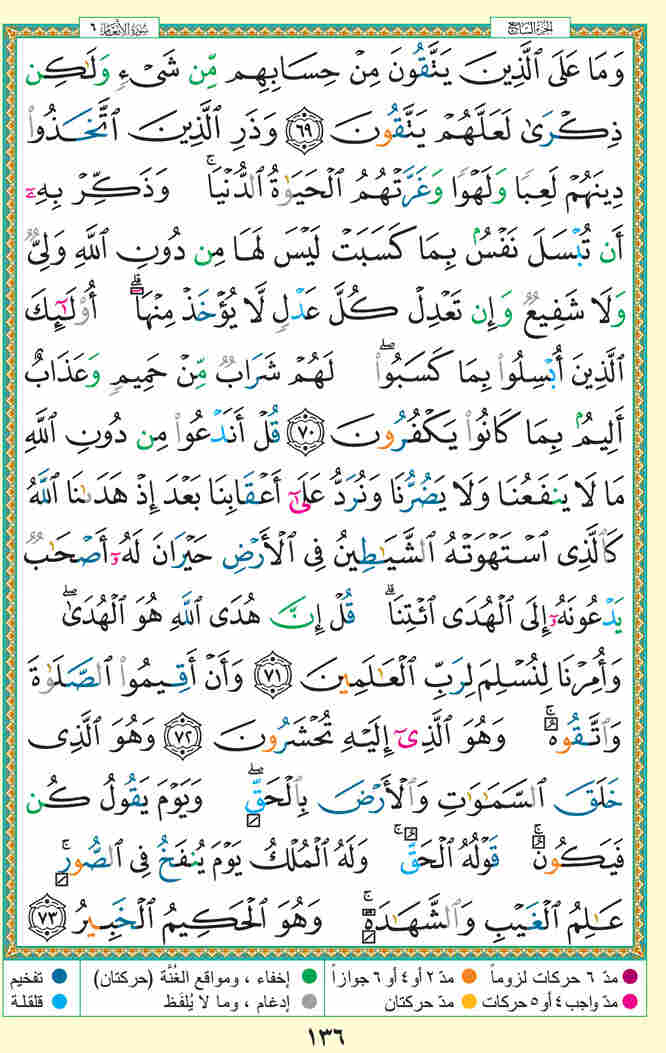 الجزء السابع
سورة الأنعام ٦
وَمَا عَلَى ٱلَّذِينَ يَتَّقُونَ مِنْ حِسَابِهِم مِّن شَىْءٍ وَلَٰكِن
ذِكْرَىٰ لَعَلَّهُمْ يَتَّقُونَ ٦٩ وَذَرِ ٱلَّذِينَ ٱتَّخَذُوا۟
دِينَهُمْ لَعِبًا وَلَهْوًا وَغَرَّتْهُمُ ٱلْحَيَوٰةُ ٱلدُّنْيَا ۚ وَذَكِّرْ بِهِۦٓ
أَن تُبْسَلَ نَفْسٌۢ بِمَا كَسَبَتْ لَيْسَ لَهَا مِن دُونِ ٱللَّهِ وَلِىٌّ
وَلَا شَفِيعٌ وَإِن تَعْدِلْ كُلَّ عَدْلٍ لَّا يُؤْخَذْ مِنْهَآ ۗ أُو۟لَٰٓئِكَ
ٱلَّذِينَ أُبْسِلُوا۟ بِمَا كَسَبُوا۟ ۖ لَهُمْ شَرَابٌ مِّنْ حَمِيمٍ وَعَذَابٌ
أَلِيمٌۢ بِمَا كَانُوا۟ يَكْفُرُونَ ٧٠ قُلْ أَنَدْعُوا۟ مِن دُونِ ٱللَّهِ
مَا لَا يَنفَعُنَا وَلَا يَضُرُّنَا وَنُرَدُّ عَلَىٰٓ أَعْقَابِنَا بَعْدَ إِذْ هَدَىٰنَا ٱللَّهُ
كَٱلَّذِى ٱسْتَهْوَتْهُ ٱلشَّيَٰطِينُ فِى ٱلْأَرْضِ حَيْرَانَ لَهُۥٓ أَصْحَٰبٌ
يَدْعُونَهُۥٓ إِلَى ٱلْهُدَى ٱئْتِنَا ۗ قُلْ إِنَّ هُدَى ٱللَّهِ هُوَ ٱلْهُدَىٰ ۖ
وَأُمِرْنَا لِنُسْلِمَ لِرَبِّ ٱلْعَٰلَمِينَ ٧١ وَأَنْ أَقِيمُوا۟ ٱلصَّلَوٰةَ
وَٱتَّقُوهُ ۚ وَهُوَ ٱلَّذِىٓ إِلَيْهِ تُحْشَرُونَ ٧٢ وَهُوَ ٱلَّذِى
خَلَقَ ٱلسَّمَٰوَٰتِ وَٱلْأَرْضَ بِٱلْحَقِّ ۖ وَيَوْمَ يَقُولُ كُن
فَيَكُونُ ۚ قَوْلُهُ ٱلْحَقُّ ۚ وَلَهُ ٱلْمُلْكُ يَوْمَ يُنفَخُ فِى ٱلصُّورِ ۚ
عَٰلِمُ ٱلْغَيْبِ وَٱلشَّهَٰدَةِ ۚ وَهُوَ ٱلْحَكِيمُ ٱلْخَبِيرُ ٧٣
مدّ ٦ حركات لزوماً مدّ ٢ أو ٤ أو ٦ جوازاً إخفاء ، ومواقع الغُنَّة (حركتان) تفخيم
مدّ واجب ٤ أو ٥ حركات مدّ حركتان إدغام ، وما لا يُلفَظ قلقلة
١٣٦